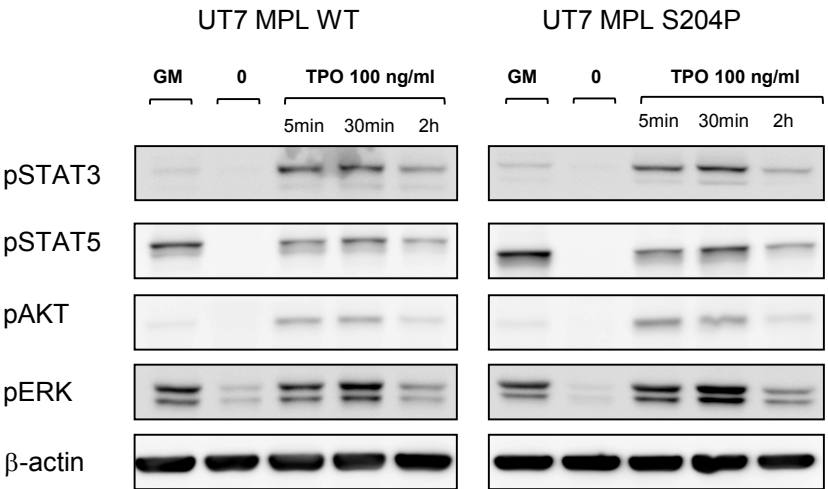 UT7 MPL WT UT7 MPL S204P
GM 0 TPO 100 ng/ml GM 0 TPO 100 ng/ml
5min 30min 2h 5min 30min 2h
pSTAT3
pSTAT5
pAKT
pERK
β-actin